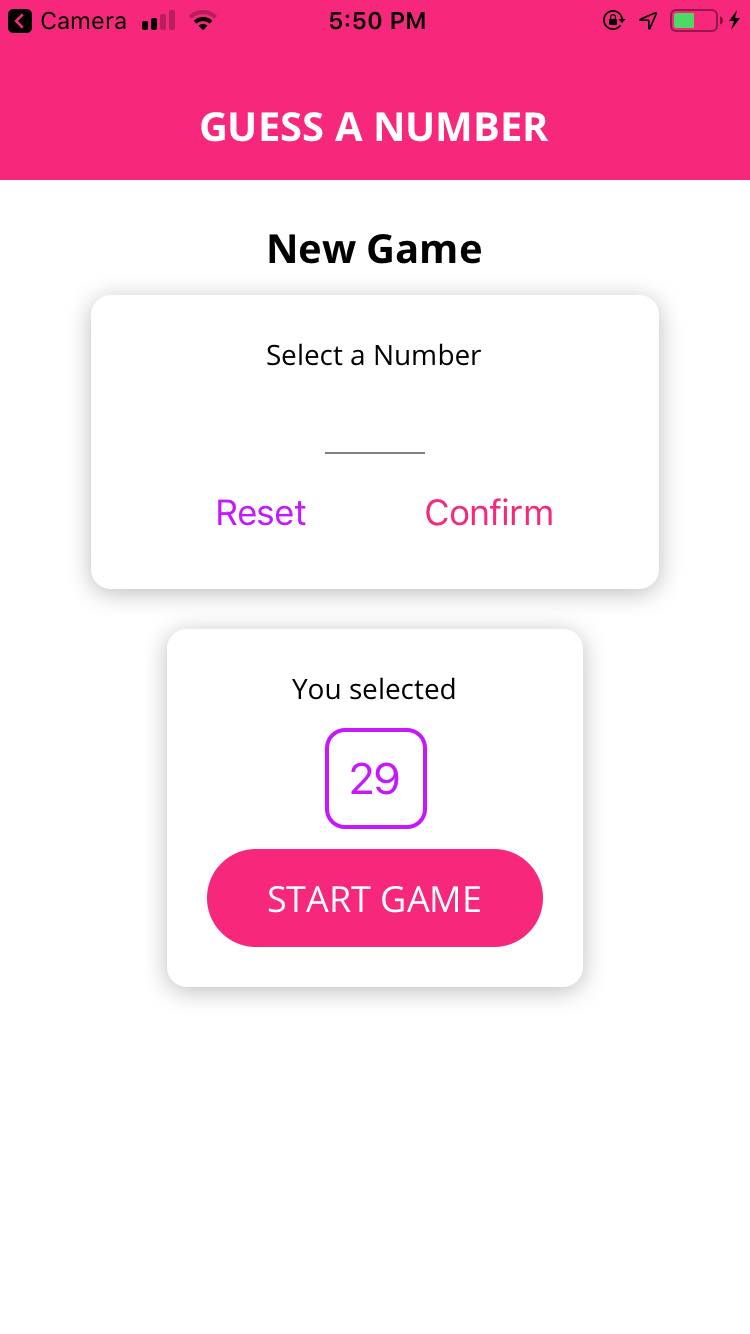 Camera 5:50 PM
GUESS A NUMBER
New Game
Select a Number
Reset Confirm
You selected
29
START GAME